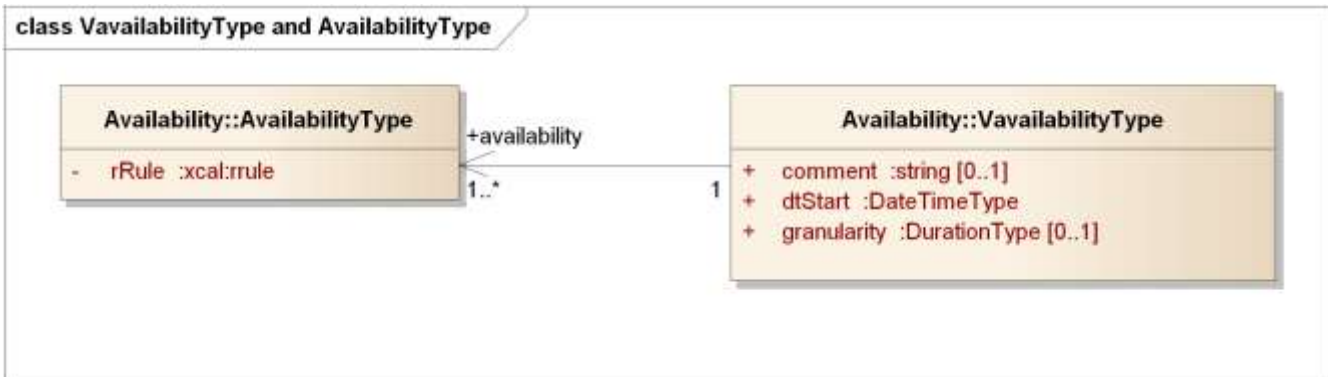 class VavailabilityType and AvailabilityType
Availability::AvailabilityType
- rRule :xcal:rrule
+availability
1..*
1
Availability::VavailabilityType
+ comment :string [0..1]
+ dtStart :DateTimeType
+ granularity :DurationType [0..1]